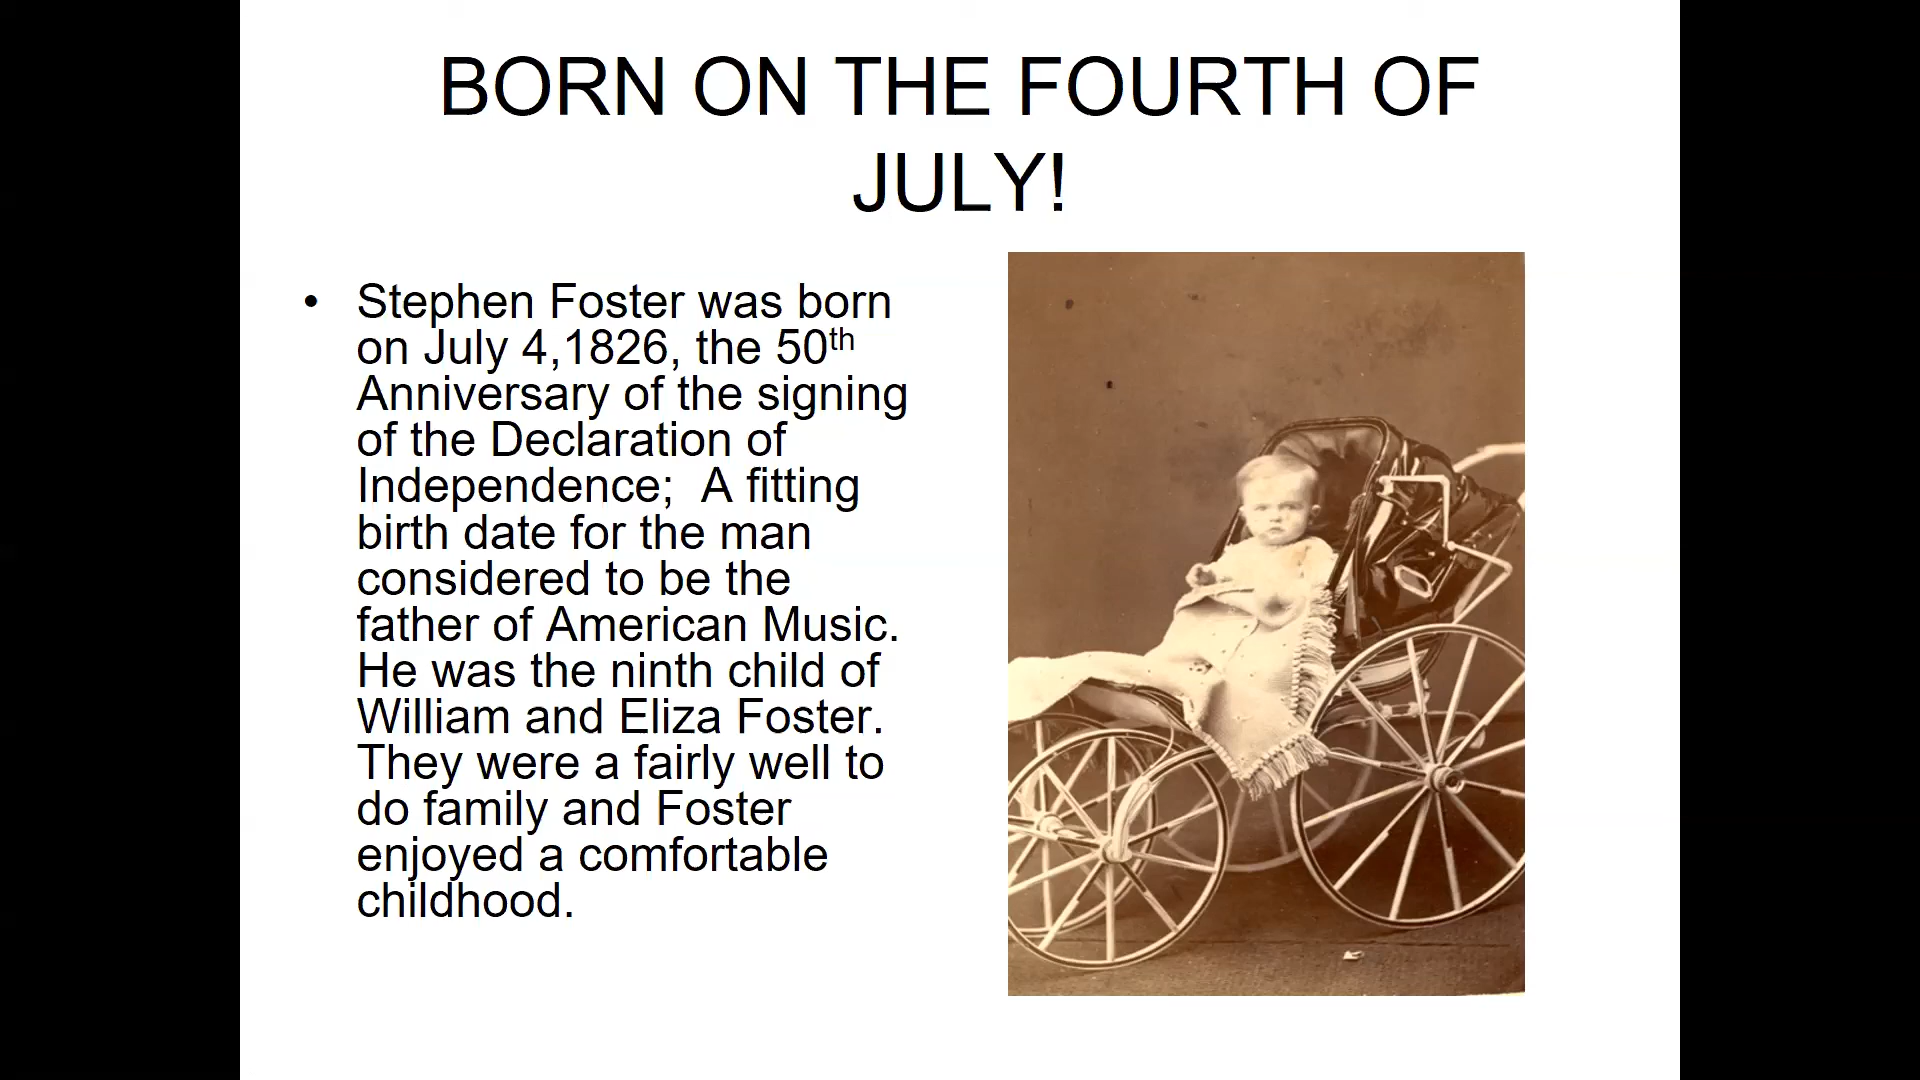 BORN ON THE FOURTH OF
JULY!
• Stephen Foster was born
on July 4,1826, the 50th
Anniversary of the signing
of the Declaration of
Independence;  A fitting
birth date for the man
considered to be the
father of American Music.
He was the ninth child of
William and Eliza Foster.
They were a fairly well to
do family and Foster
enjoyed a comfortable
childhood.